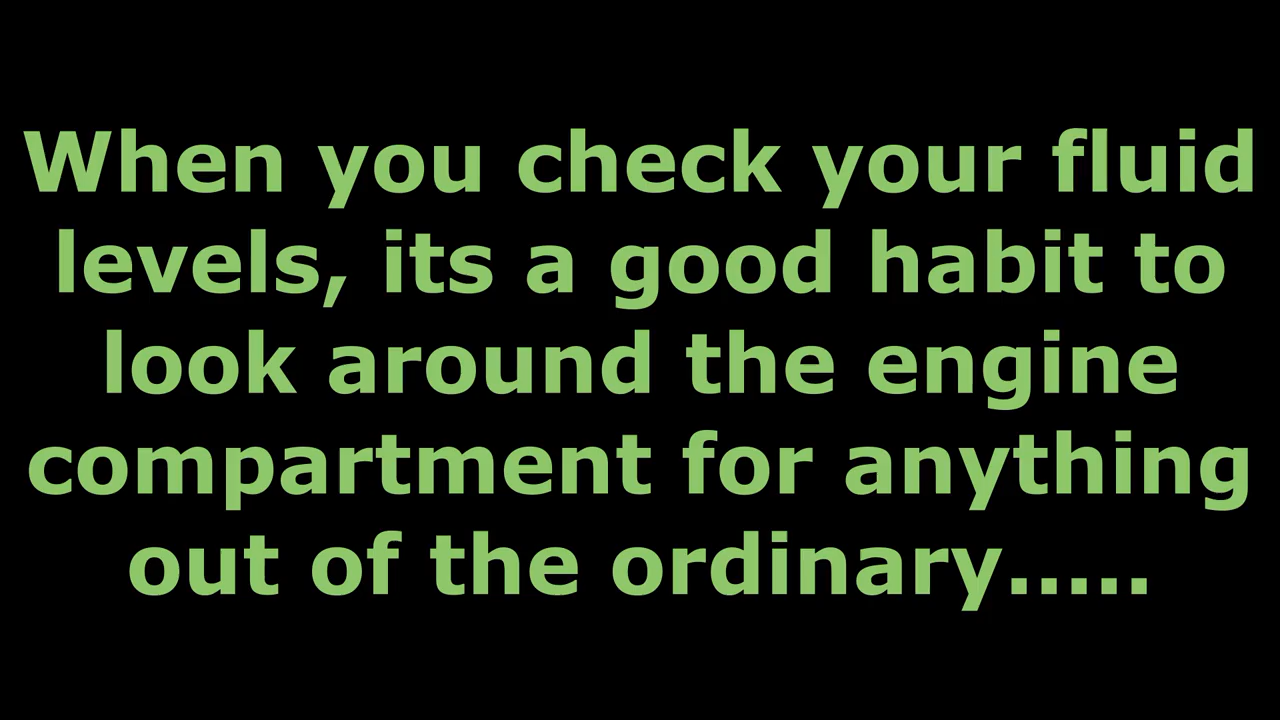 When you check your fluid
levels, its a good habit to
look around the engine
compartment for anything
out of the ordinary.....